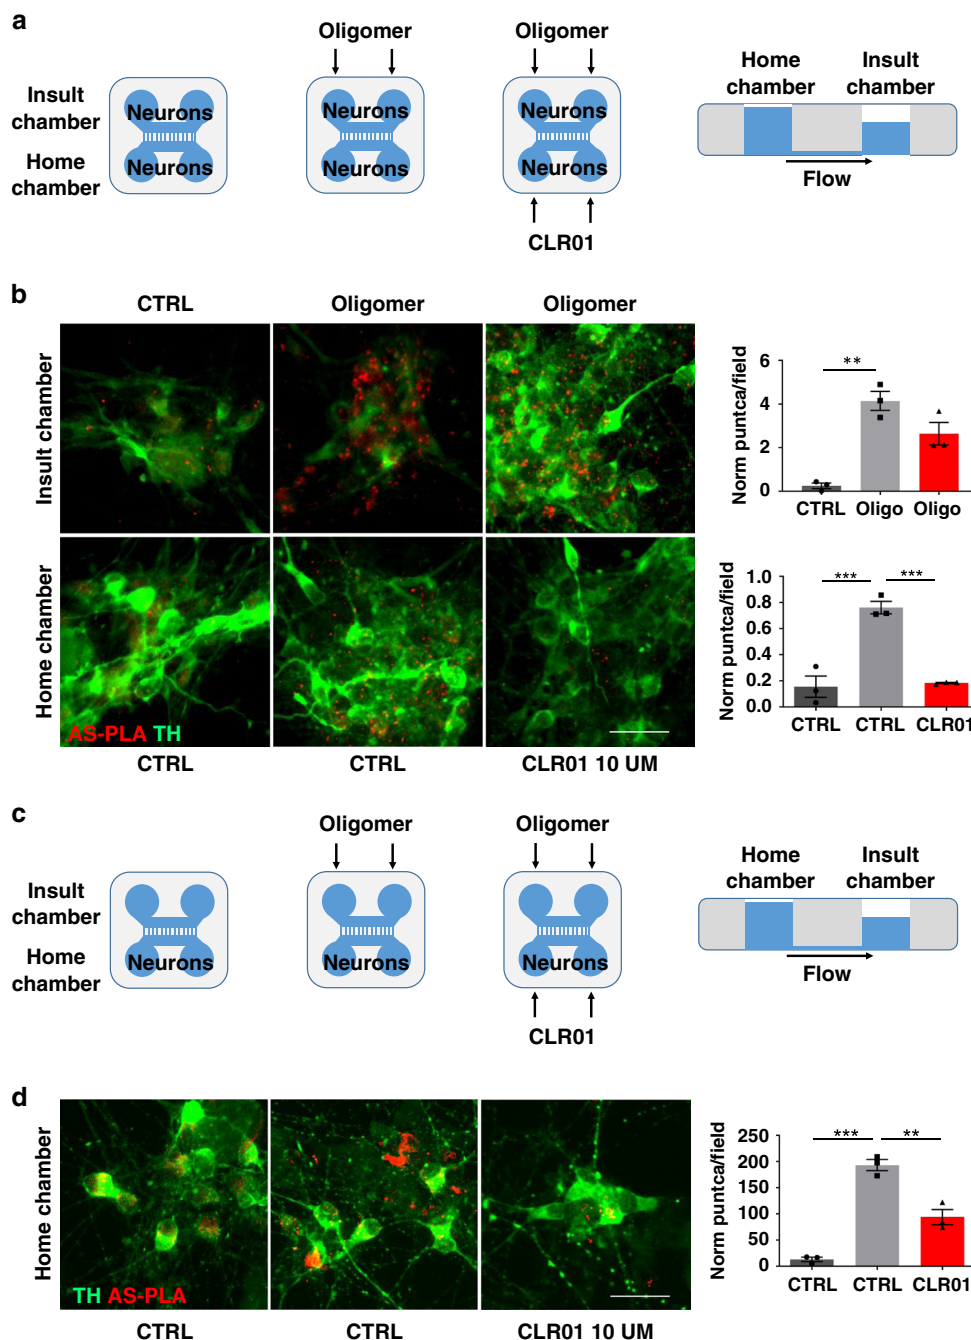 a
Oligomer
Oligomer
Home
chamber
Insult
chamber
Insult
chamber
Home
chamber
Neurons
Neurons
Neurons
Neurons
Neurons
Neurons
Flow
CLR01
b
CTRL
Oligomer
Oligomer
Insult chamber
Home chamber
AS-PLA TH
CTRL
CTRL
CLR01 10 UM
Norm puntca/field
6
4
2
0
**
CTRL
Oligo
Oligo
Norm puntca/field
1.0
0.8
0.6
0.4
0.2
0.0
***
***
CTRL
CTRL
CLR01
c
Oligomer
Oligomer
Home
chamber
Insult
chamber
Insult
chamber
Home
chamber
Neurons
Neurons
Neurons
Flow
CLR01
d
Home chamber
TH AS-PLA
CTRL
CTRL
CLR01 10 UM
Norm puntca/field
250
200
150
100
50
0
***
**
CTRL
CTRL
CLR01